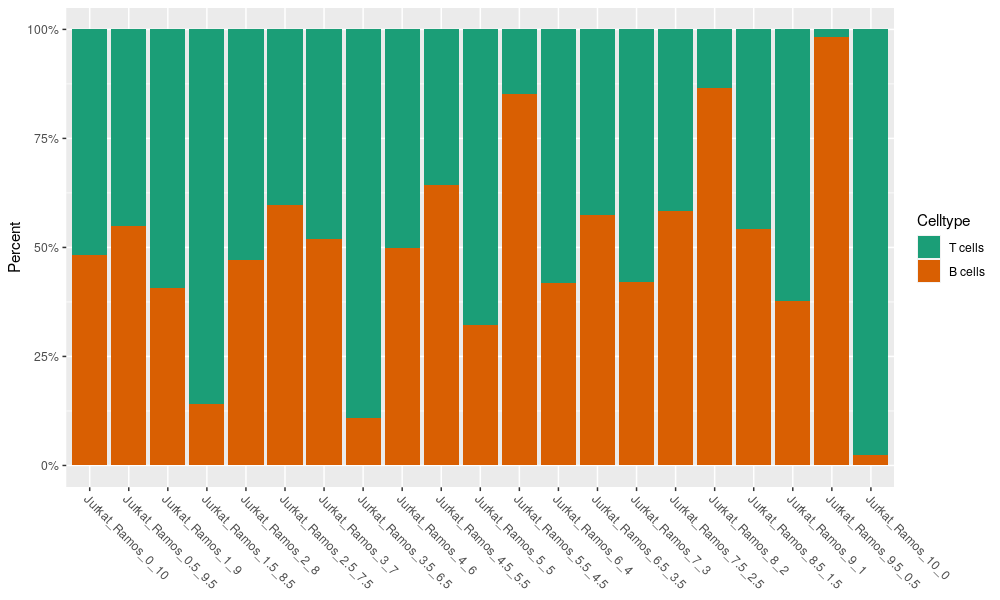 100%
75%
50%
25%
0%
Percent
Jurkat_Ramos_0_10
Jurkat_Ramos_0.5_9.5
Jurkat_Ramos_1_9
Jurkat_Ramos_1.5_8.5
Jurkat_Ramos_2_8
Jurkat_Ramos_2.5_7.5
Jurkat_Ramos_3_7
Jurkat_Ramos_3.5_6.5
Jurkat_Ramos_4_6
Jurkat_Ramos_4.5_5.5
Jurkat_Ramos_5_5
Jurkat_Ramos_5.5_4.5
Jurkat_Ramos_6_4
Jurkat_Ramos_6.5_3.5
Jurkat_Ramos_7_3
Jurkat_Ramos_7.5_2.5
Jurkat_Ramos_8_2
Jurkat_Ramos_8.5_1.5
Jurkat_Ramos_9_1
Jurkat_Ramos_9.5_0.5
Jurkat_Ramos_10_0
Celltype
T cells
B cells